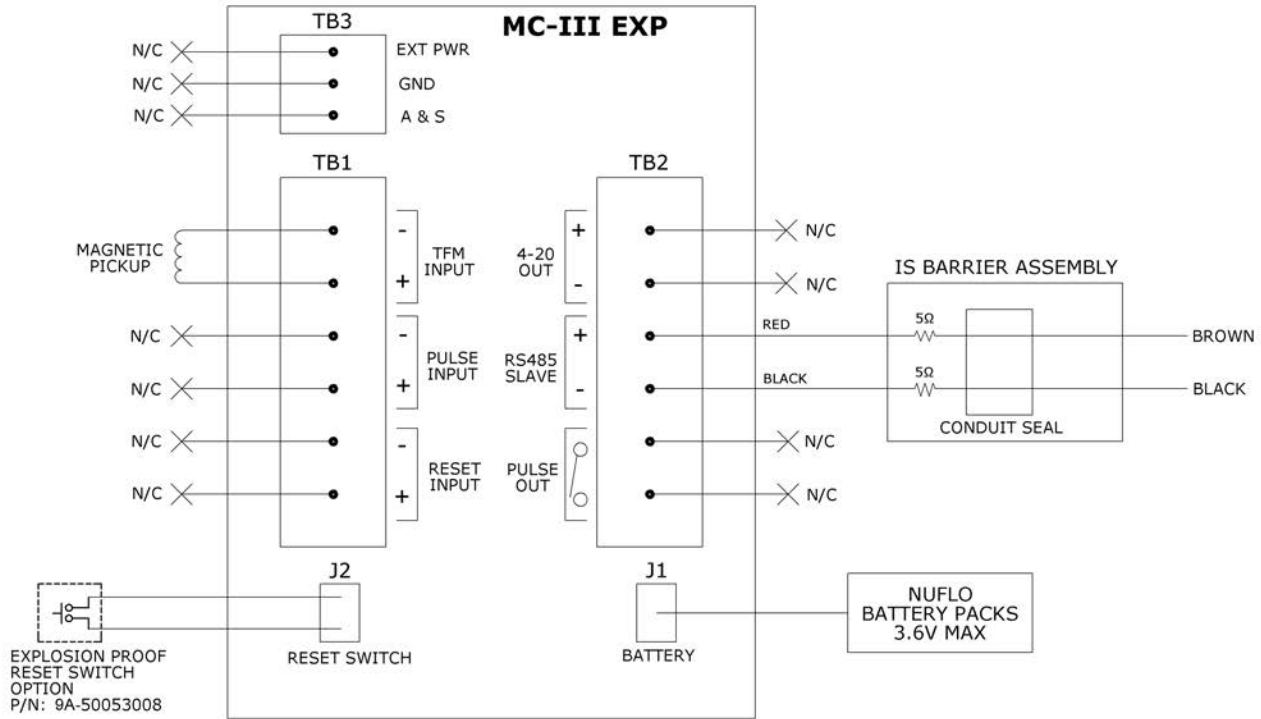 MC-III EXP
TB3
N/C
EXT PWR
N/C
GND
N/C
A & S
TB1
MAGNETIC
PICKUP
-
+
TFM
INPUT
N/C
N/C
-
+
PULSE
INPUT
N/C
N/C
-
+
RESET
INPUT
TB2
4-20
OUT
+
-
N/C
N/C
RS485
SLAVE
+
-
RED
BLACK
PULSE
OUT
N/C
N/C
IS BARRIER ASSEMBLY
5Ω
5Ω
CONDUIT SEAL
BROWN
BLACK
J2
RESET SWITCH
EXPLOSION PROOF
RESET SWITCH
OPTION
P/N: 9A-50053008
J1
BATTERY
NUFLO
BATTERY PACKS
3.6V MAX